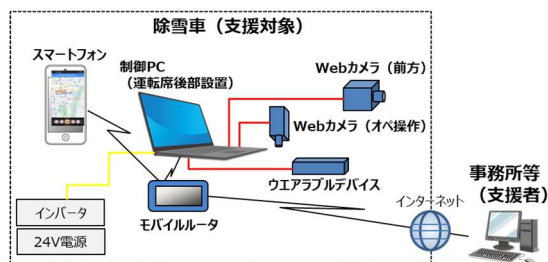 除雪車（支援対象）
スマートフォン
制御PC
（運転席後部設置）
Webカメラ（前方）
Webカメラ（オペ操作）
ウエアラブルデバイス
モバイルルータ
インバータ
24V電源
インターネット
事務所等
（支援者）